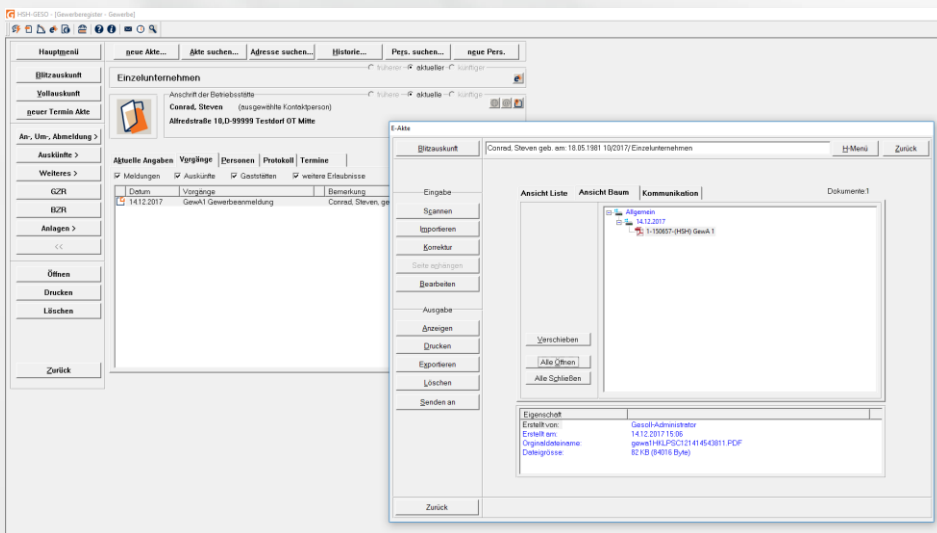 HSH-GESO - [Gewerberegister - Gewerbe]
Hauptmenü
Blitzauskunft
Vollauskunft
neuer Termin Akte
An-, Um-, Abmeldung >
Auskünfte >
Weiteres >
GZR
BZR
Anlagen >
<<
Öffnen
Drucken
Löschen
Zurück
neue Akte... Akte suchen... Adresse suchen... Historie... Pers. suchen... neue Pers.
früherer aktueller künftiger
Einzelunternehmen
Anschrift der Betriebsstätte frühere aktuelle künftige
Conrad, Steven (ausgewählte Kontaktperson)
Alfredstraße 10,D-99999 Testdorf OT Mitte
Aktuelle Angaben Vorgänge Personen Protokoll Termine
Meldungen Auskünfte Gaststätten weitere Erlaubnisse
Datum Vorgänge Bemerkung
14.12.2017 GewA1 Gewerbeanmeldung Conrad, Steven, ge
E-Akte
Blitzauskunft Conrad, Steven geb. am: 18.05.1981 10/2017/ Einzelunternehmen H-Menü Zurück
Eingabe
Scannen
Importieren
Korrektur
Seite anhängen
Bearbeiten
Ausgabe
Anzeigen
Drucken
Exportieren
Löschen
Senden an
Zurück
Ansicht Liste Ansicht Baum Kommunikation Dokumente:1
Allgemein
14.12.2017
1-150657-(HSH) GewA 1
Verschieben
Alle Öffnen
Alle Schließen
Eigenschaft
Erstellt von: Gesoll-Administrator
Erstellt am: 14.12.2017 15:06
Orginaldateiname: gewa1HKLPSC121414543811.PDF
Dateigrösse: 82 KB (84016 Byte)